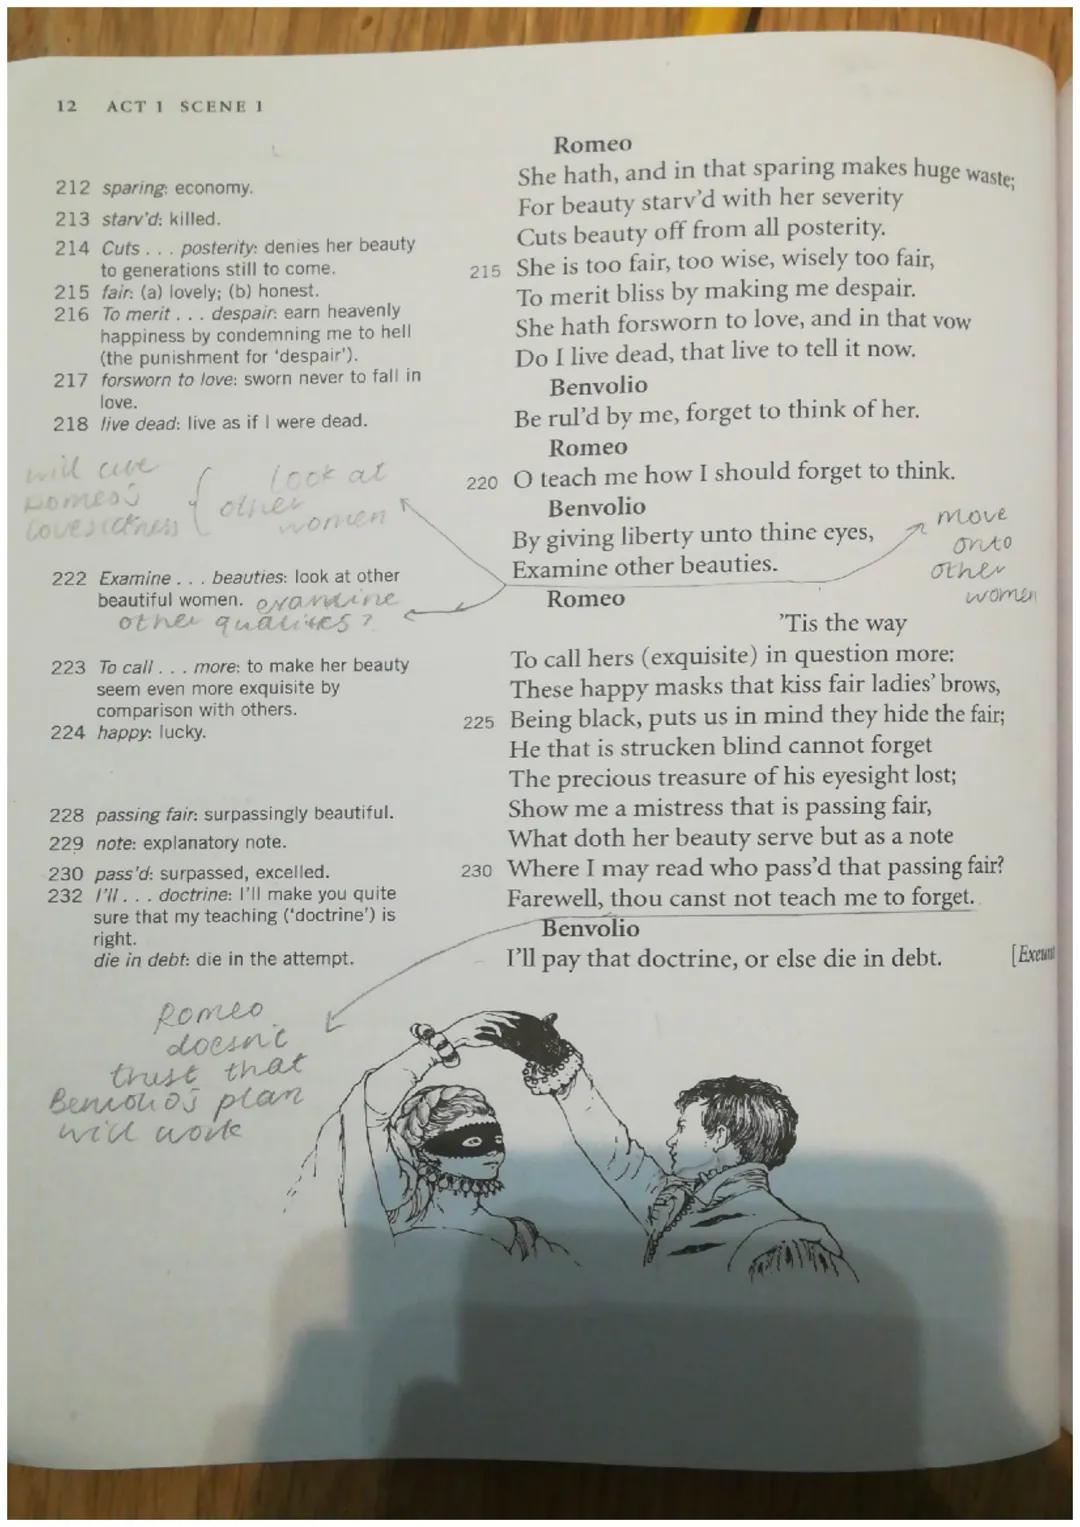 12 ACT 1 SCENE 1
212 sparing: economy.
213 starv'd: killed.
214 Cuts . . . posterity: denies her beauty
to generations still to come.
215 fair: (a) lovely; (b) honest.
216 To merit . . . despair: earn heavenly
happiness by condemning me to hell
(the punishment for 'despair').
217 forsworn to love: sworn never to fall in
love.
218 live dead: live as if I were dead.
will cure
Romeo's
lovesickness
look at
other
women
222 Examine . . . beauties: look at other
beautiful women. examine
other qualities?
223 To call . . . more: to make her beauty
seem even more exquisite by
comparison with others.
224 happy: lucky.
228 passing fair: surpassingly beautiful.
229 note: explanatory note.
230 pass'd: surpassed, excelled.
232 I'll . . . doctrine: I'll make you quite
sure that my teaching ('doctrine') is
right.
die in debt: die in the attempt.
Romeo
doesn't
trust that
Benvolio's plan
will work
Romeo
She hath, and in that sparing makes huge waste;
For beauty starv'd with her severity
Cuts beauty off from all posterity.
215 She is too fair, too wise, wisely too fair,
To merit bliss by making me despair.
She hath forsworn to love, and in that vow
Do I live dead, that live to tell it now.
Benvolio
Be rul'd by me, forget to think of her.
Romeo
220 O teach me how I should forget to think.
Benvolio
By giving liberty unto thine eyes,
Examine other beauties.
move
onto
other
women
Romeo
'Tis the way
To call hers (exquisite) in question more:
These happy masks that kiss fair ladies' brows,
225 Being black, puts us in mind they hide the fair;
He that is strucken blind cannot forget
The precious treasure of his eyesight lost;
Show me a mistress that is passing fair,
What doth her beauty serve but as a note
230 Where I may read who pass'd that passing fair?
Farewell, thou canst not teach me to forget.
Benvolio
I'll pay that doctrine, or else die in debt.
[Exeunt